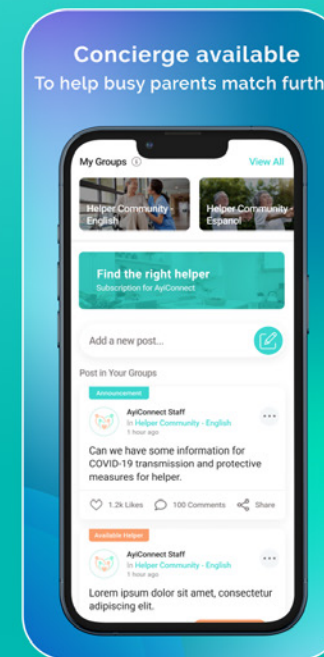 Concierge available
To help busy parents match furth
My Groups
View All
Helper Community -
English
Helper Community -
Espanol
Find the right helper
Subscription for AyiConnect
Add a new post...
Post in Your Groups
Announcement
AyiConnect Staff
In Helper Community - English
1 hour ago
Can we have some information for
COVID-19 transmission and protective
measures for helper.
1.2k Likes
100 Comments
Share
Available Helper
AyiConnect Staff
In Helper Community - English
1 hour ago
Lorem ipsum dolor sit amet, consectetur
adipiscing elit.